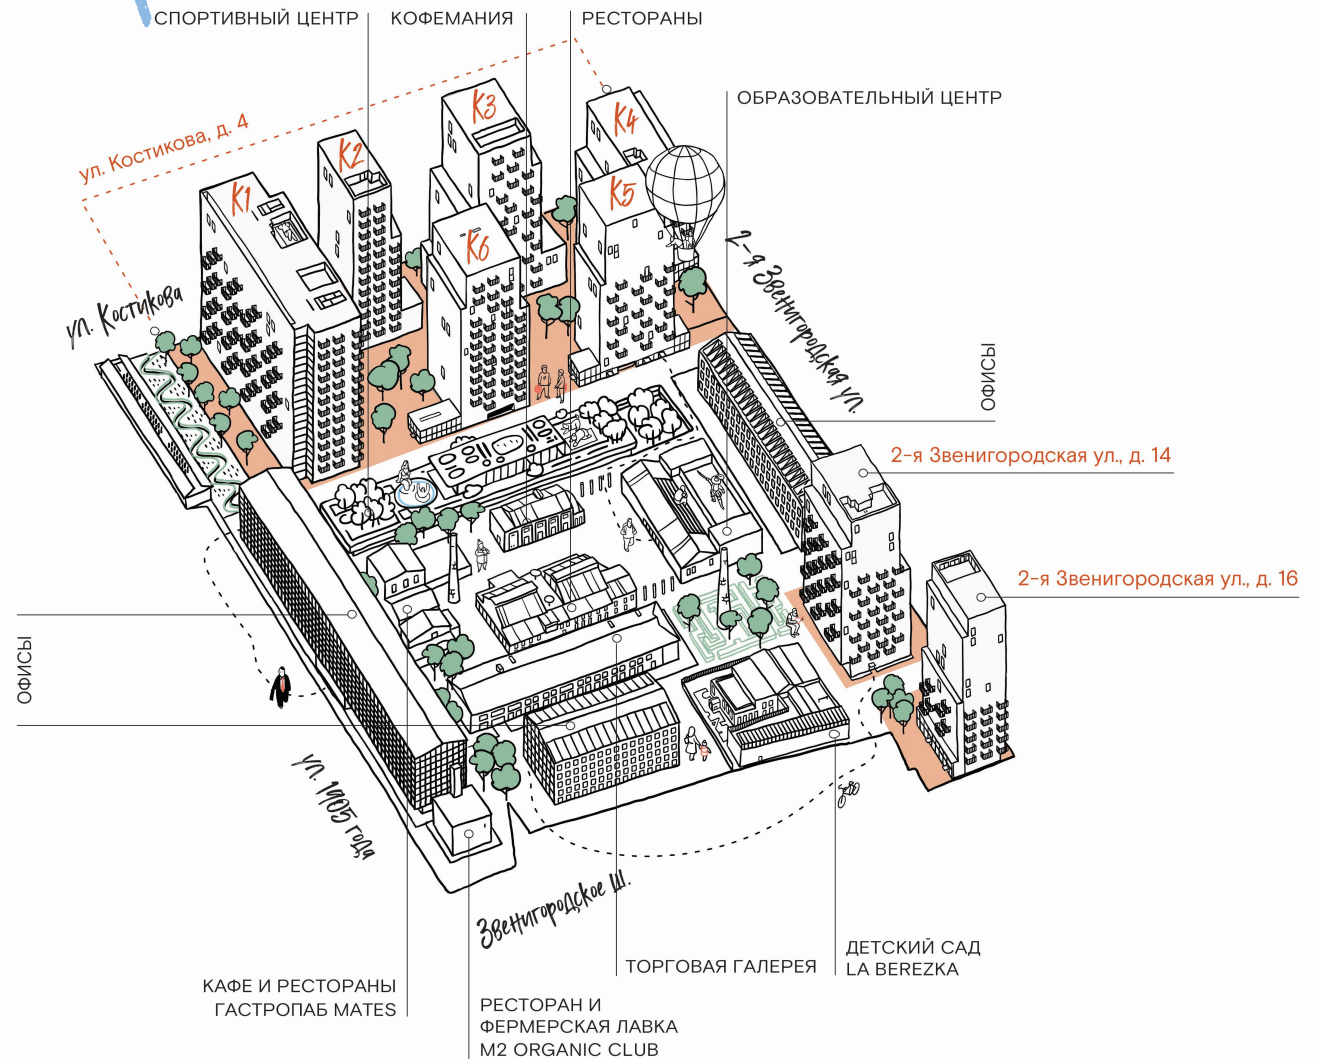 СПОРТИВНЫЙ ЦЕНТР
КОФЕМАНИЯ
РЕСТОРАНЫ
ОБРАЗОВАТЕЛЬНЫЙ ЦЕНТР
ул. Костикова, д. 4
К1
К2
К3
К4
К5
К6
ул. Костикова
2-я Звенигородская ул.
ОФИСЫ
2-я Звенигородская ул., д. 14
2-я Звенигородская ул., д. 16
ОФИСЫ
ул. 1905 года
Звенигородское ш.
КАФЕ И РЕСТОРАНЫ
ГАСТРОПАБ MATES
РЕСТОРАН И
ФЕРМЕРСКАЯ ЛАВКА
M2 ORGANIC CLUB
ТОРГОВАЯ ГАЛЕРЕЯ
ДЕТСКИЙ САД
LA BEREZKA